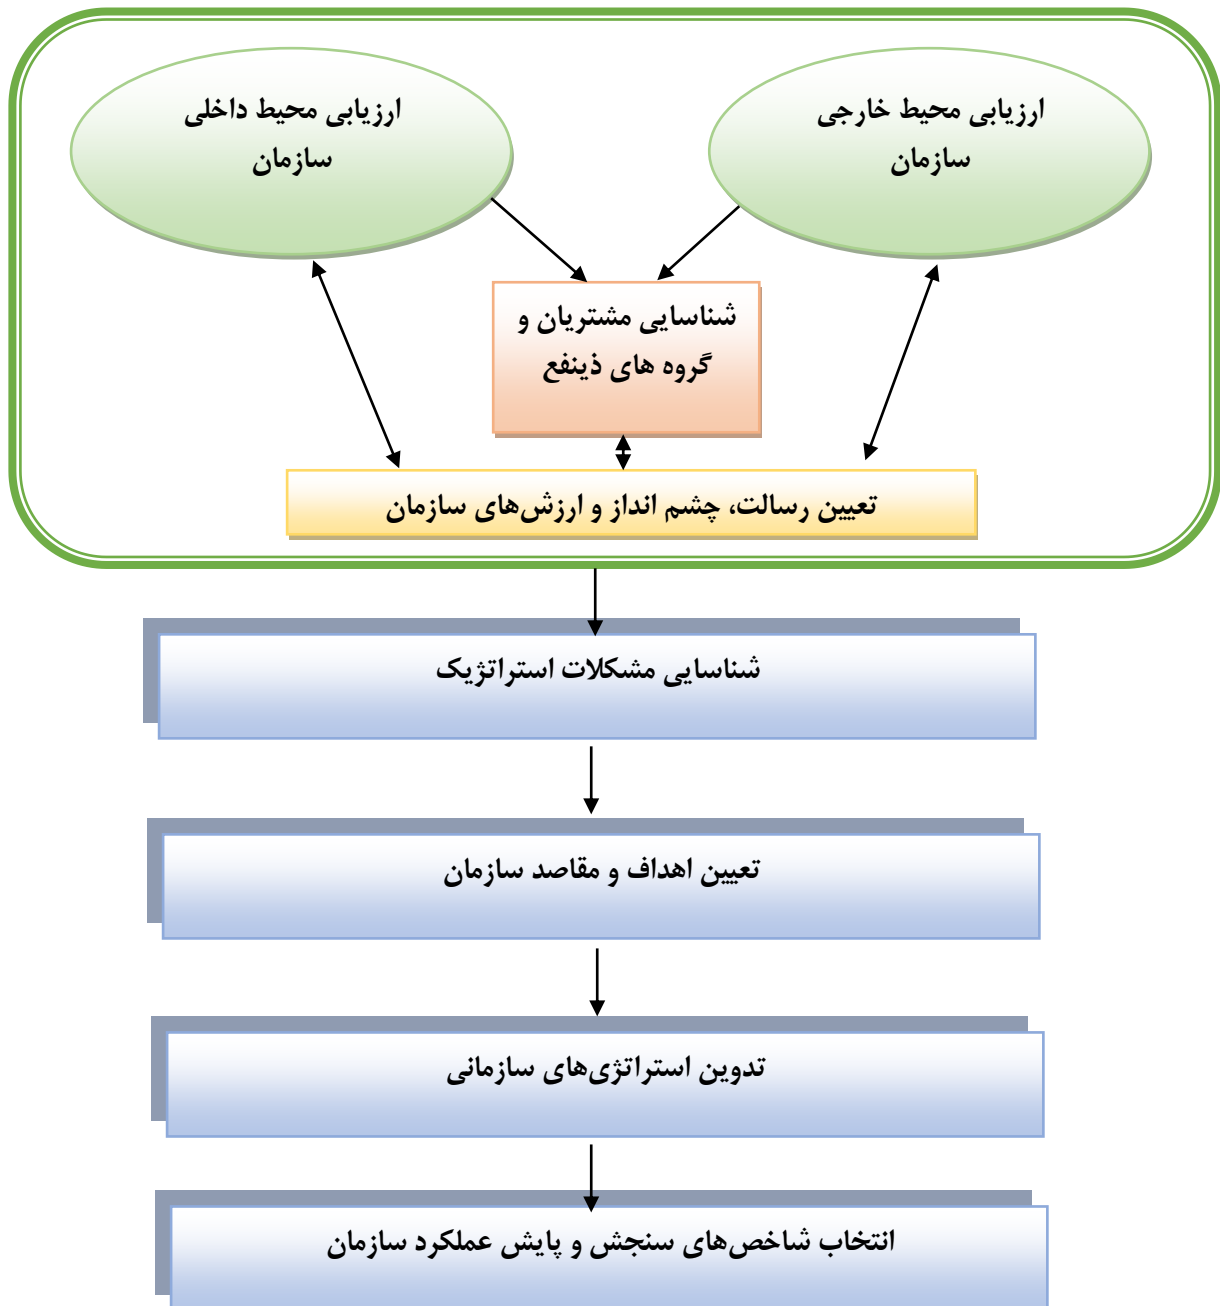 ارزیابی محیط خارجی
سازمان
ارزیابی محیط داخلی
سازمان
شناسایی مشتریان و
گروه های ذینفع
تعیین رسالت، چشم انداز و ارزش‌های سازمان
شناسایی مشکلات استراتژیک
تعیین اهداف و مقاصد سازمان
تدوین استراتژی‌های سازمانی
انتخاب شاخص‌های سنجش و پایش عملکرد سازمان